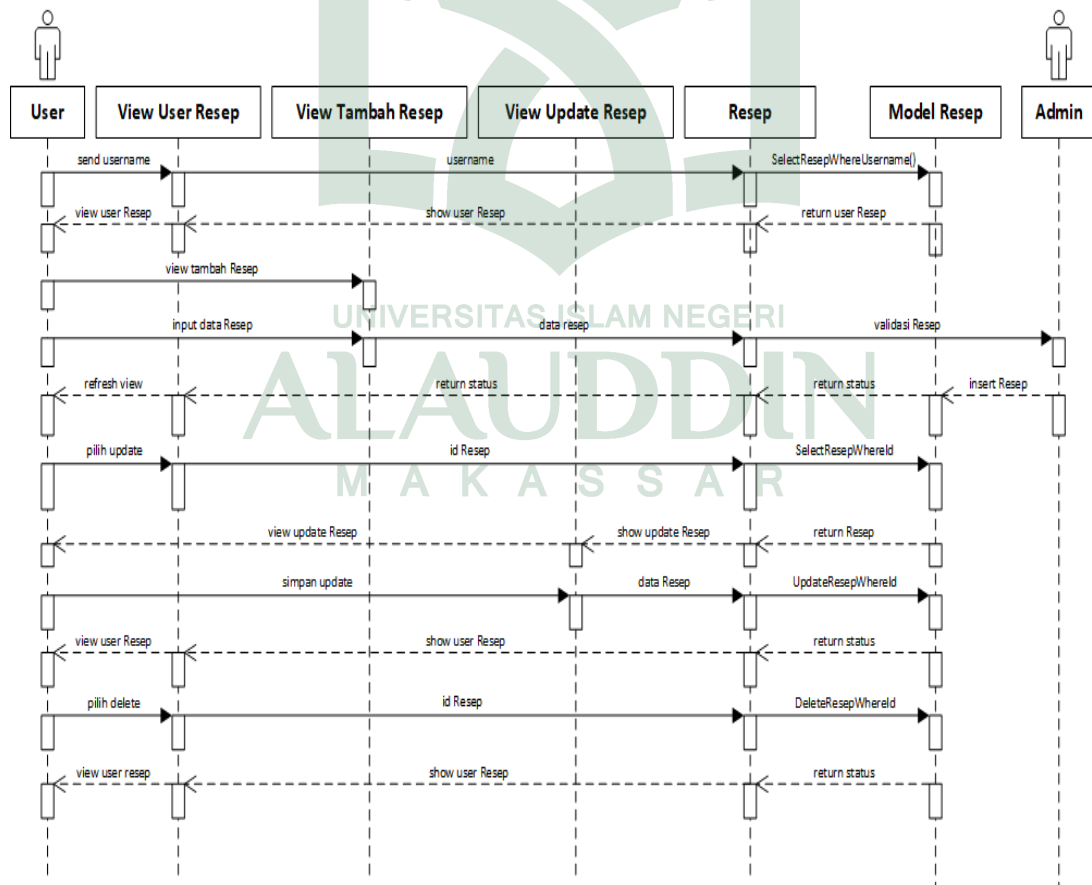 User
View User Resep
View Tambah Resep
View Update Resep
Resep
Model Resep
Admin
send username
username
SelectResepWhereUsername()
view user Resep
show user Resep
return user Resep
view tambah Resep
UNIVERSITAS ISLAM NEGERI
input data Resep
data resep
validasi Resep
ALAUDDIN
refresh view
return status
return status
insert Resep
pilih update
id Resep
SelectResepWhereId
MAKASSAR
view update Resep
show update Resep
return Resep
simpan update
data Resep
UpdateResepWhereId
view user Resep
show user Resep
return status
pilih delete
id Resep
DeleteResepWhereId
view user resep
show user Resep
return status